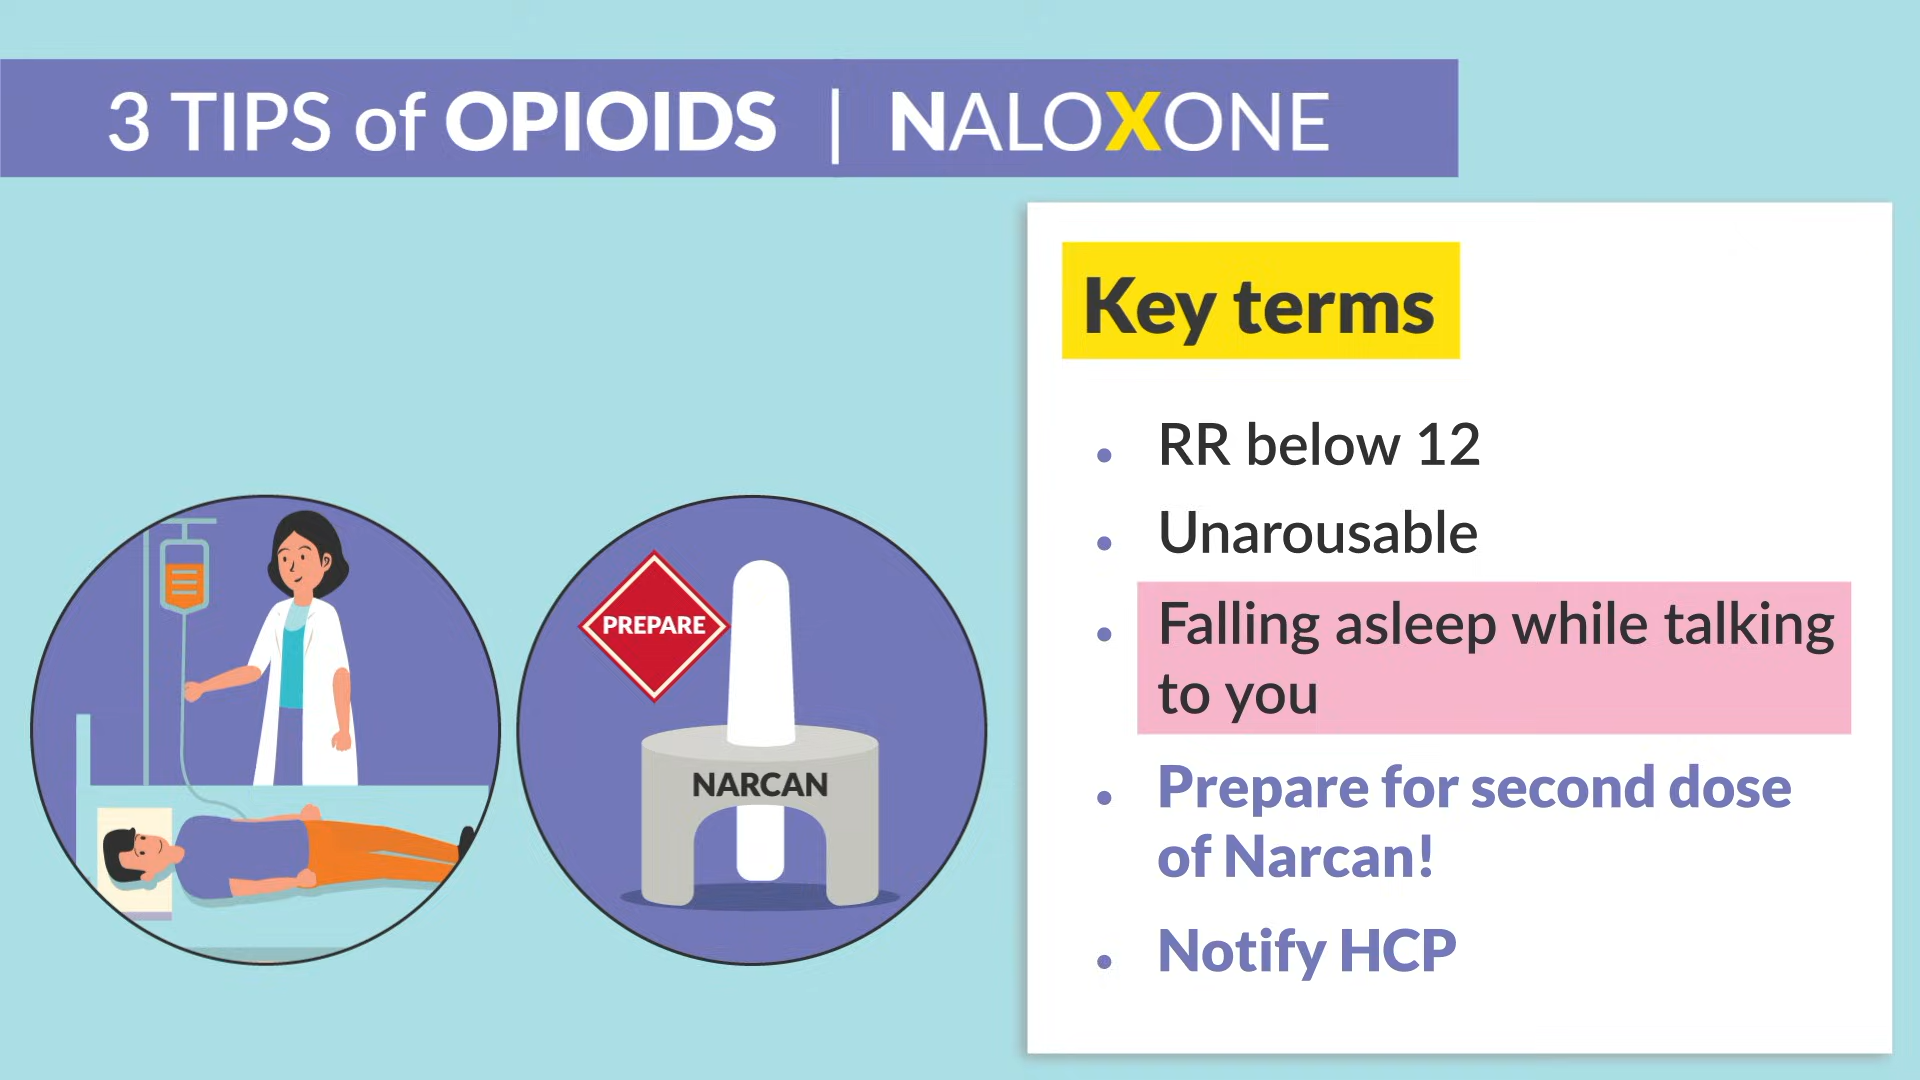 3 TIPS of OPIOIDS | NALOXONE
Key terms
RR below 12
Unarousable
Falling asleep while talking
to you
Prepare for second dose
of Narcan!
Notify HCP
PREPARE
NARCAN